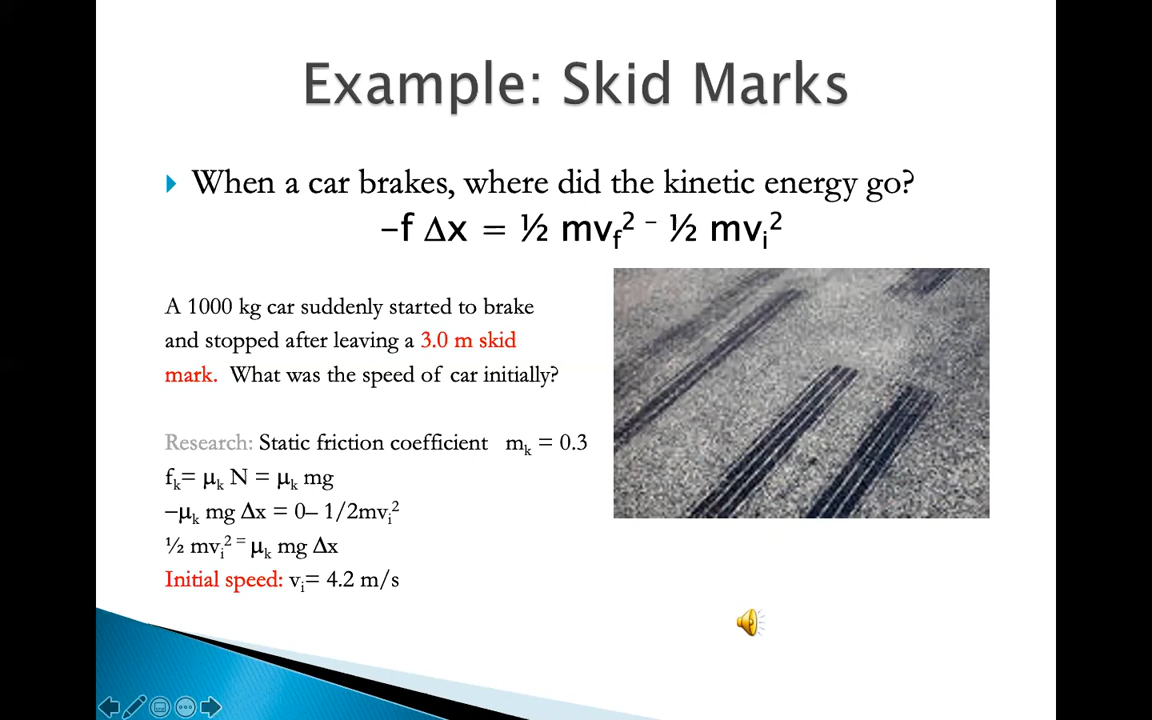 Example: Skid Marks
When a car brakes, where did the kinetic energy go?
−f Δx = ½ mv_f² − ½ mv_i²
A 1000 kg car suddenly started to brake
and stopped after leaving a 3.0 m skid
mark. What was the speed of car initially?
Research: Static friction coefficient m_k = 0.3
f_k= μ_k N = μ_k mg
−μ_k mg Δx = 0– 1/2mv_i²
½ mv_i² = μ_k mg Δx
Initial speed: v_i= 4.2 m/s